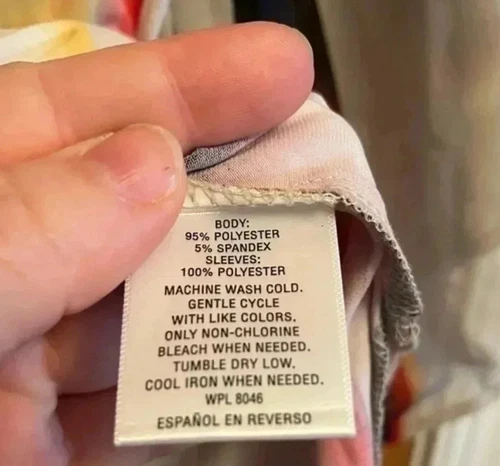 BODY:
95% POLYESTER
5% SPANDEX
SLEEVES:
100% POLYESTER
MACHINE WASH COLD.
GENTLE CYCLE
WITH LIKE COLORS.
ONLY NON-CHLORINE
BLEACH WHEN NEEDED.
TUMBLE DRY LOW.
COOL IRON WHEN NEEDED.
WPL 8046
ESPAÑOL EN REVERSO